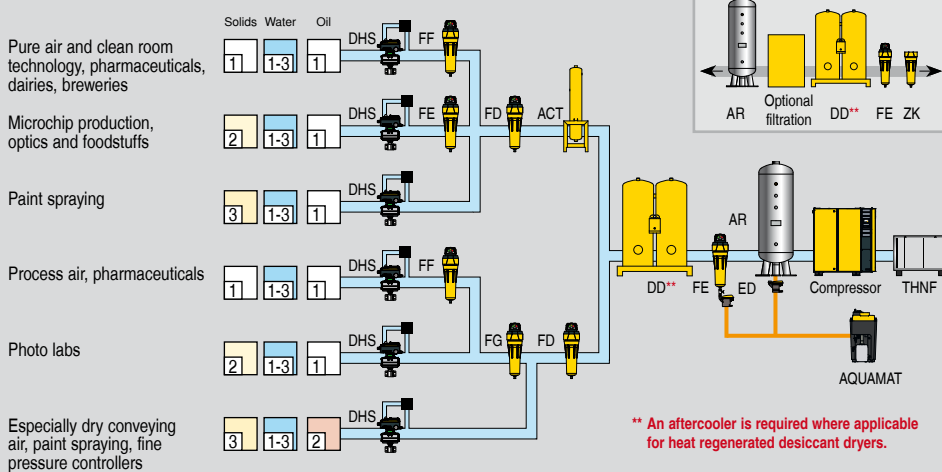 Solids Water Oil
Pure air and clean room
technology, pharmaceuticals,
dairies, breweries
1 1-3 1
DHS FF
Microchip production,
optics and foodstuffs
2 1-3 1
DHS FE FD ACT
Paint spraying
3 1-3 1
DHS
Process air, pharmaceuticals
1 1-3 1
DHS FF
Photo labs
2 1-3 1
DHS FG FD
Especially dry conveying
air, paint spraying, fine
pressure controllers
3 1-3 2
DHS
AR Optional
filtration DD** FE ZK
AR
DD** FE ED Compressor THNF
AQUAMAT
** An aftercooler is required where applicable
for heat regenerated desiccant dryers.